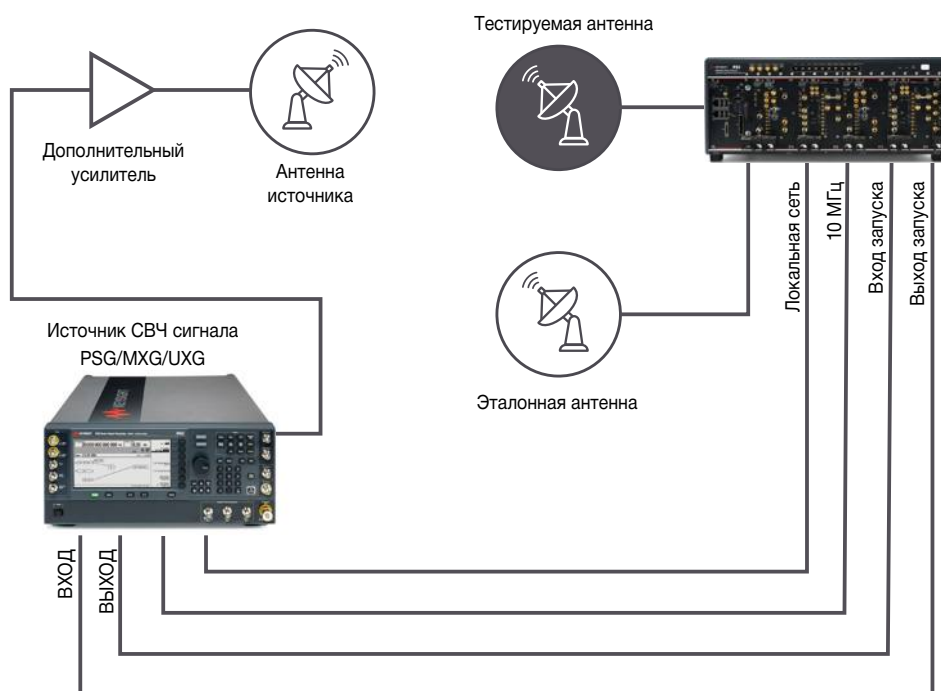 Тестируемая антенна
Дополнительный
усилитель
Антенна
источника
Локальная сеть
10 МГц
Вход запуска
Выход запуска
Источник СВЧ сигнала
PSG/MXG/UXG
Эталонная антенна
KEYSIGHT
ВХОД
ВЫХОД